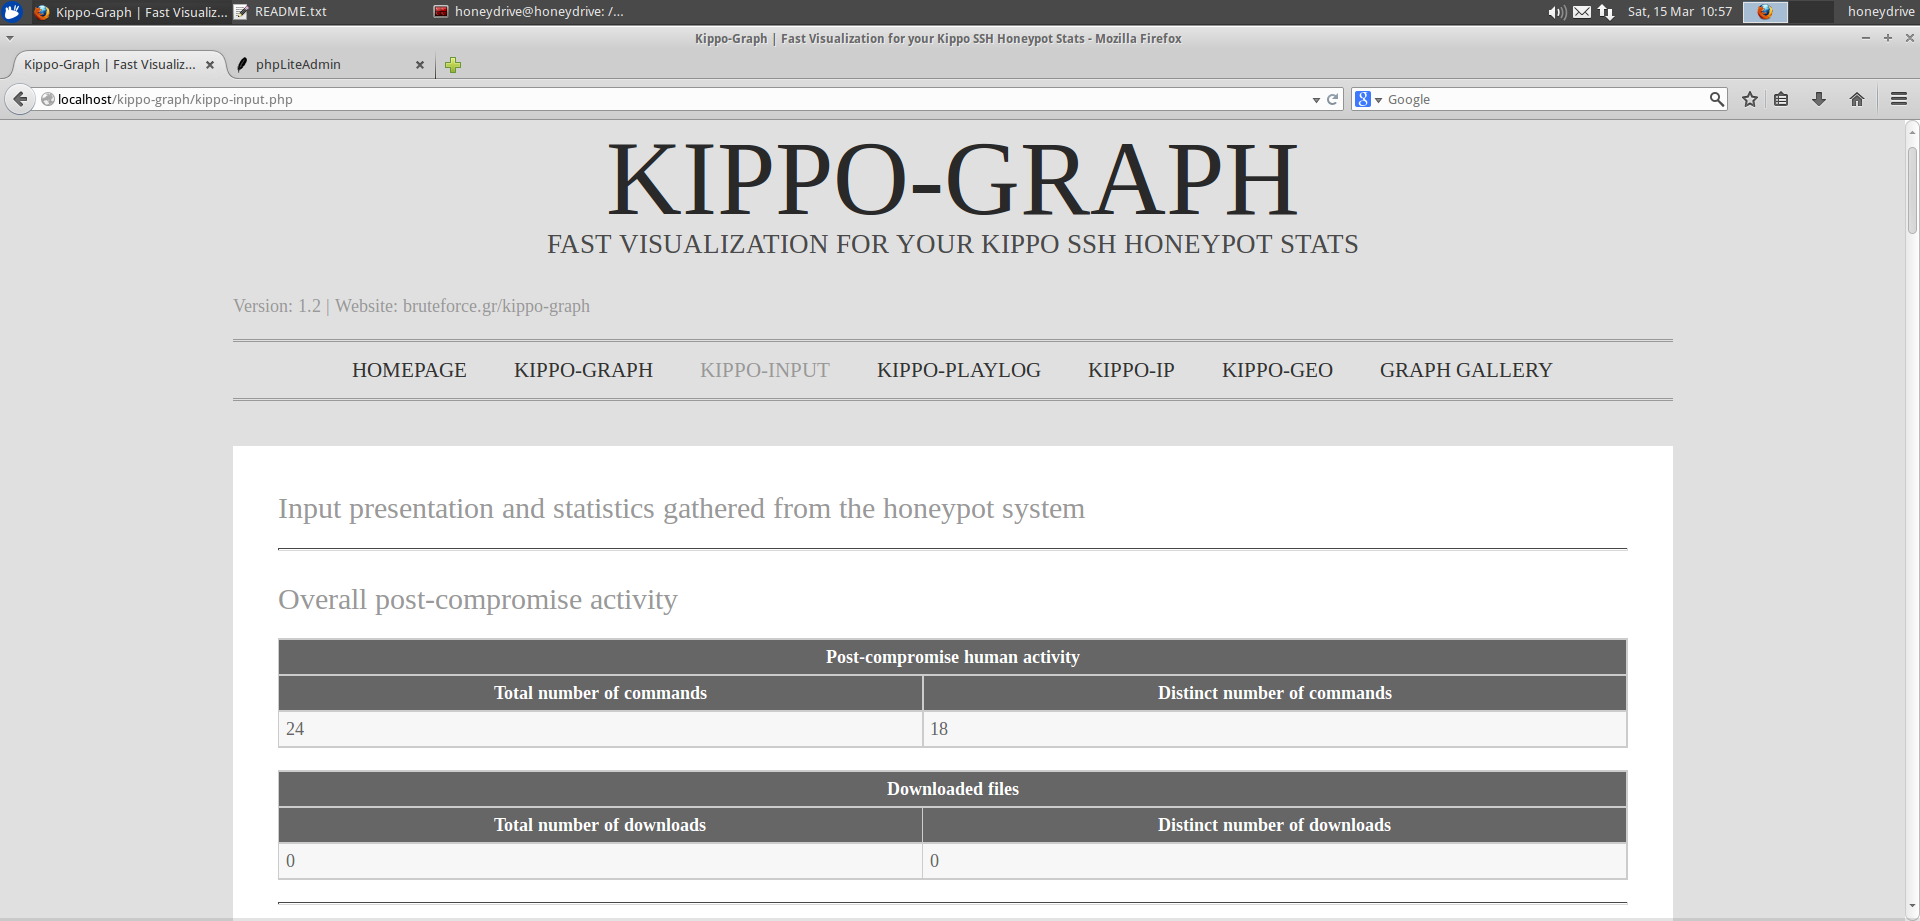 Kippo-Graph | Fast Visualiz... README.txt honeydrive@honeydrive: /... Sat, 15 Mar 10:57 honeydrive
Kippo-Graph | Fast Visualization for your Kippo SSH Honeypot Stats - Mozilla Firefox
Kippo-Graph | Fast Visualiz... phpLiteAdmin
localhost/kippo-graph/kippo-input.php 8 Google
KIPPO-GRAPH
FAST VISUALIZATION FOR YOUR KIPPO SSH HONEYPOT STATS
Version: 1.2 | Website: bruteforce.gr/kippo-graph
HOMEPAGE KIPPO-GRAPH KIPPO-INPUT KIPPO-PLAYLOG KIPPO-IP KIPPO-GEO GRAPH GALLERY
Input presentation and statistics gathered from the honeypot system
Overall post-compromise activity
Post-compromise human activity
Total number of commands Distinct number of commands
24 18
Downloaded files
Total number of downloads Distinct number of downloads
0 0